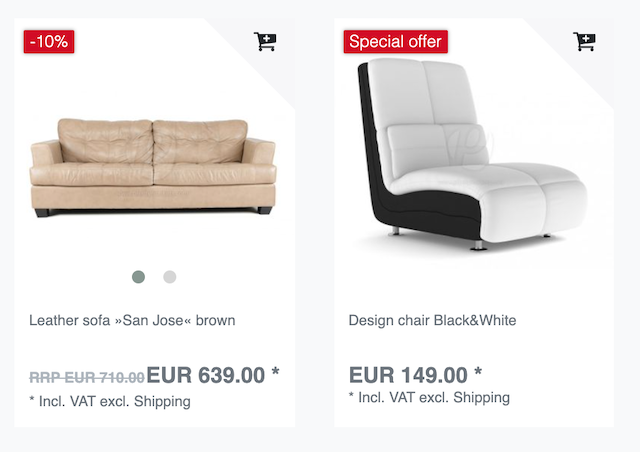 -10%
Special offer
Leather sofa »San Jose« brown
Design chair Black&White
RRP EUR 710.00 EUR 639.00 *
* Incl. VAT excl. Shipping
EUR 149.00 *
* Incl. VAT excl. Shipping